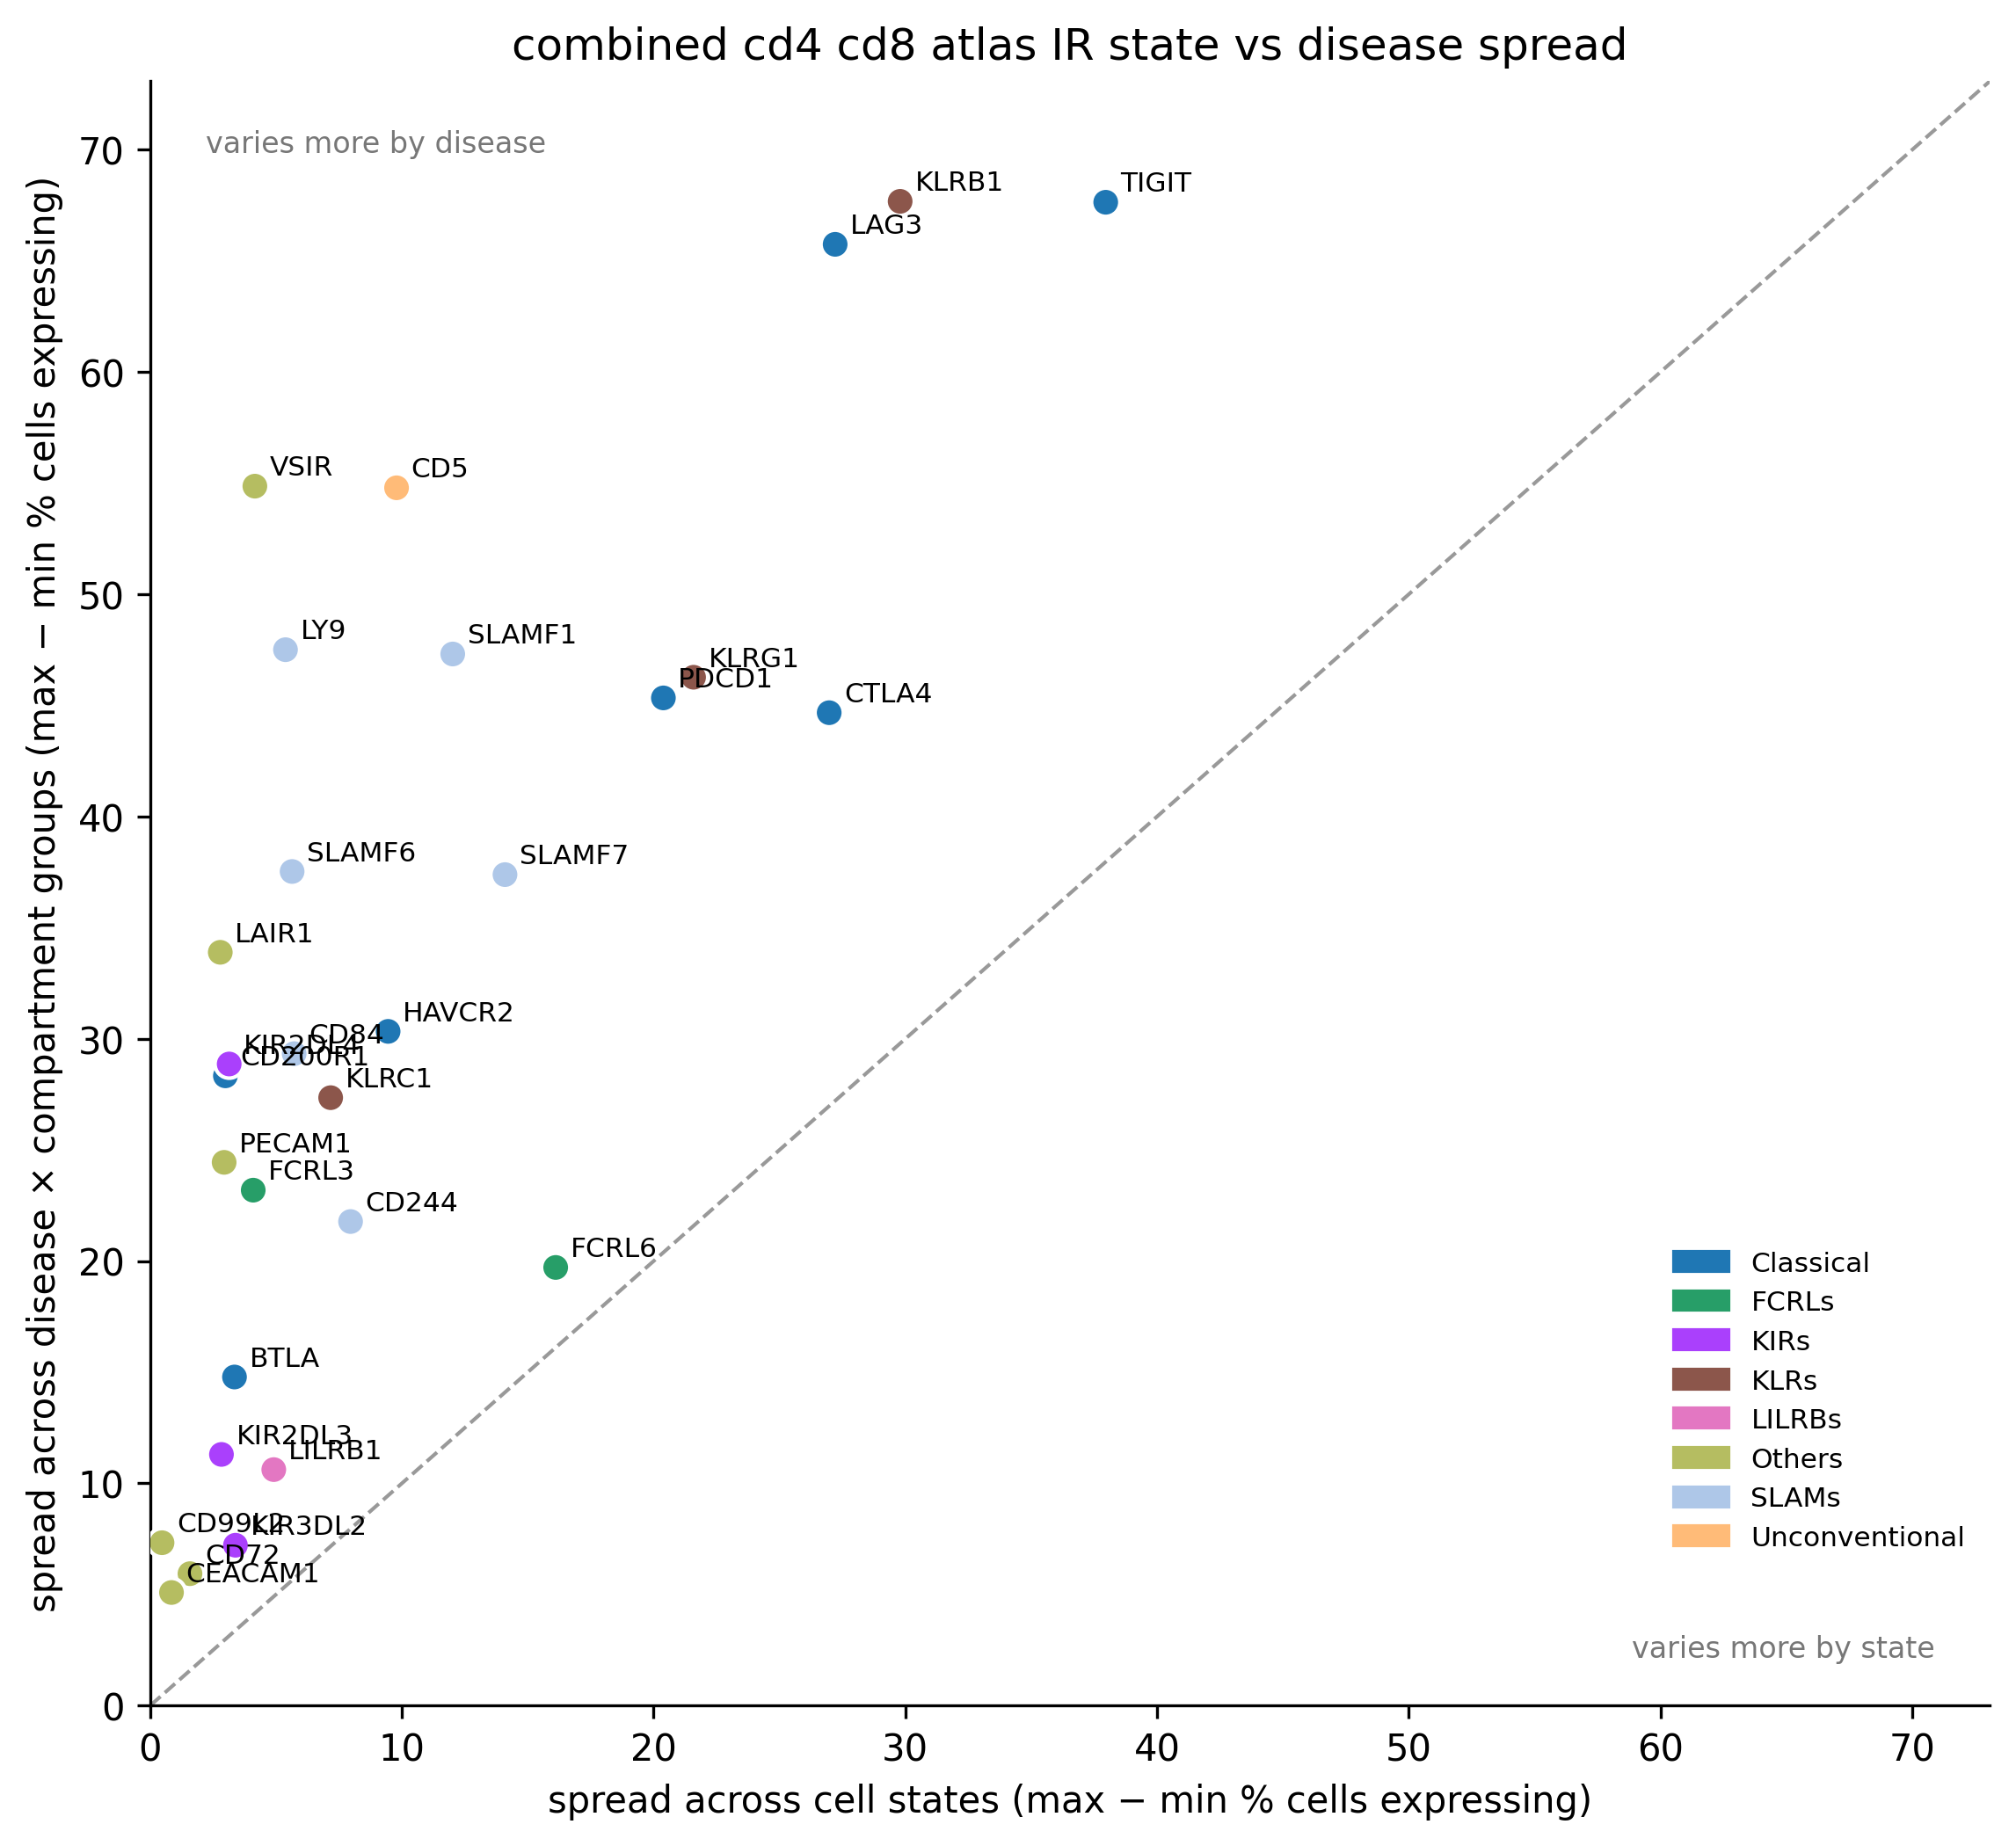 combined cd4 cd8 atlas IR state vs disease spread
varies more by disease
KLRB1
TIGIT
LAG3
VSIR
CD5
LY9
SLAMF1
KLRG1
PDCD1
CTLA4
SLAMF6
SLAMF7
LAIR1
HAVCR2
CD84
KIR2DL4
CD200R1
KLRC1
PECAM1
FCRL3
CD244
FCRL6
BTLA
KIR2DL3
LILRB1
CD99L2
KIR3DL2
CD72
CEACAM1
Classical
FCRLs
KIRs
KLRs
LILRBs
Others
SLAMs
Unconventional
varies more by state
70
60
50
40
30
20
10
0
0 10 20 30 40 50 60 70
spread across cell states (max − min % cells expressing)
spread across disease × compartment groups (max − min % cells expressing)